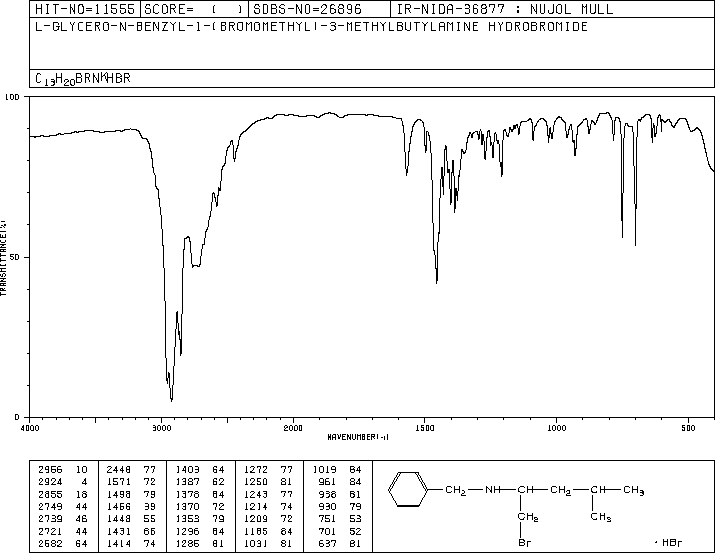 HIT-NO=11555 SCORE= ( ) SDBS-NO=26896 IR-NIDA-36877 : NUJOL MULL
L-GLYCERO-N-BENZYL-1-(BROMOMETHYL)-3-METHYLBUTYLAMINE HYDROBROMIDE
C13H20BRN·HBR
100
50
0
TRANSMITTANCE(%)
4000 3000 2000 1500 1000 500
WAVENUMBER(-1)
2956 10 2448 77 1403 64 1272 77 1019 84
2924 4 1571 72 1387 62 1250 81 961 84
2855 18 1498 79 1378 84 1243 77 938 81
2749 44 1456 39 1370 72 1214 74 930 79
2739 46 1448 55 1353 79 1209 72 751 53
2721 44 1431 66 1296 84 1185 84 701 52
2582 64 1414 74 1286 81 1031 81 637 81
CH2 NH CH CH2 CH CH3
CH2 CH3
Br · HBr